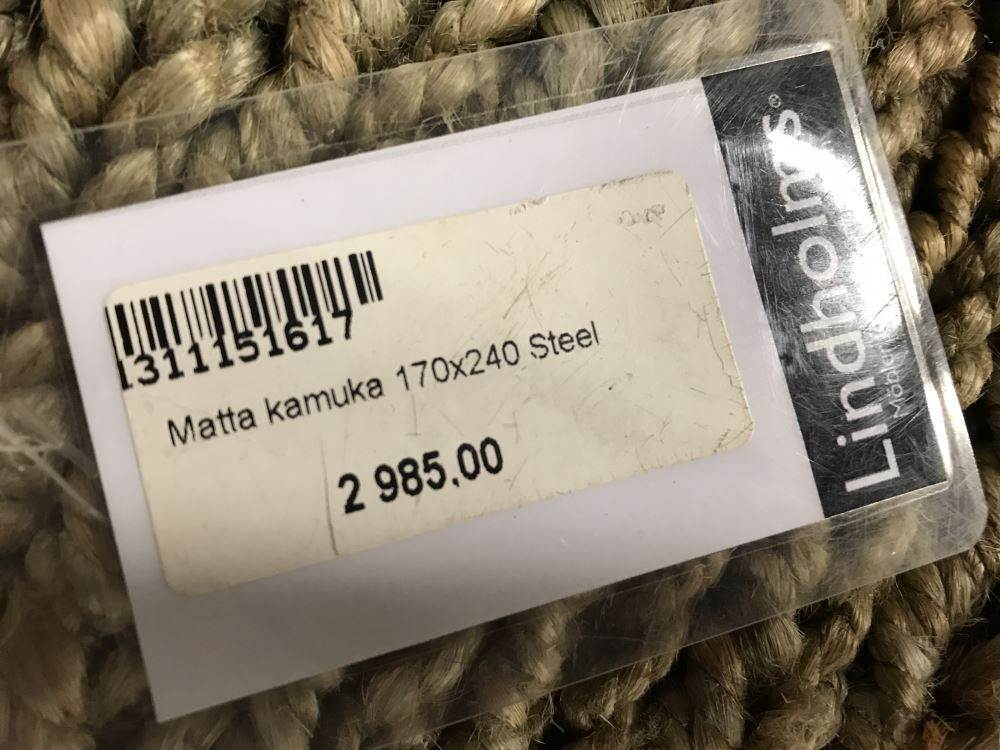 1311151617
Matta kamuka 170x240 Steel
2 985,00
Lindholms®